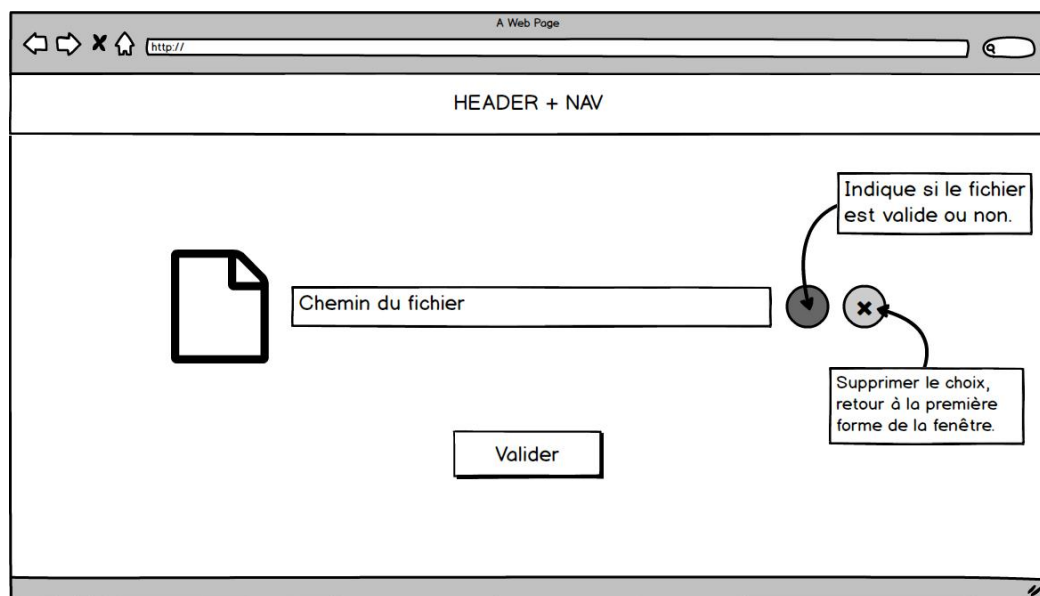 A Web Page
http://
HEADER + NAV
Indique si le fichier
est valide ou non.
Chemin du fichier
Supprimer le choix,
retour à la première
forme de la fenêtre.
Valider